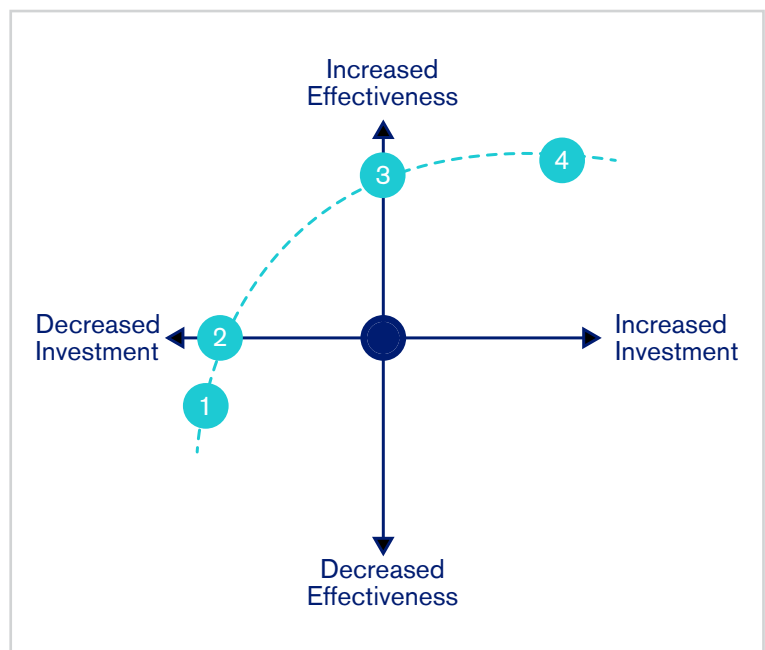 Increased
Effectiveness
3
4
Decreased
Investment
2
Increased
Investment
1
Decreased
Effectiveness